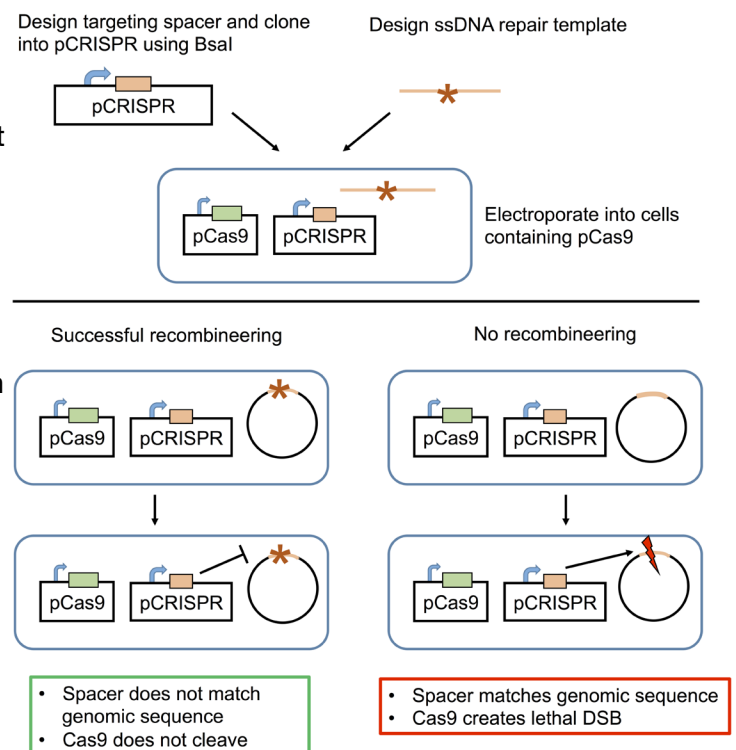 Design targeting spacer and clone
into pCRISPR using BsaI
Design ssDNA repair template
pCRISPR
t
pCas9
pCRISPR
Electroporate into cells
containing pCas9
Successful recombineering
No recombineering
n
pCas9
pCRISPR
pCas9
pCRISPR
pCas9
pCRISPR
pCas9
pCRISPR
• Spacer does not match
genomic sequence
• Cas9 does not cleave
• Spacer matches genomic sequence
• Cas9 creates lethal DSB